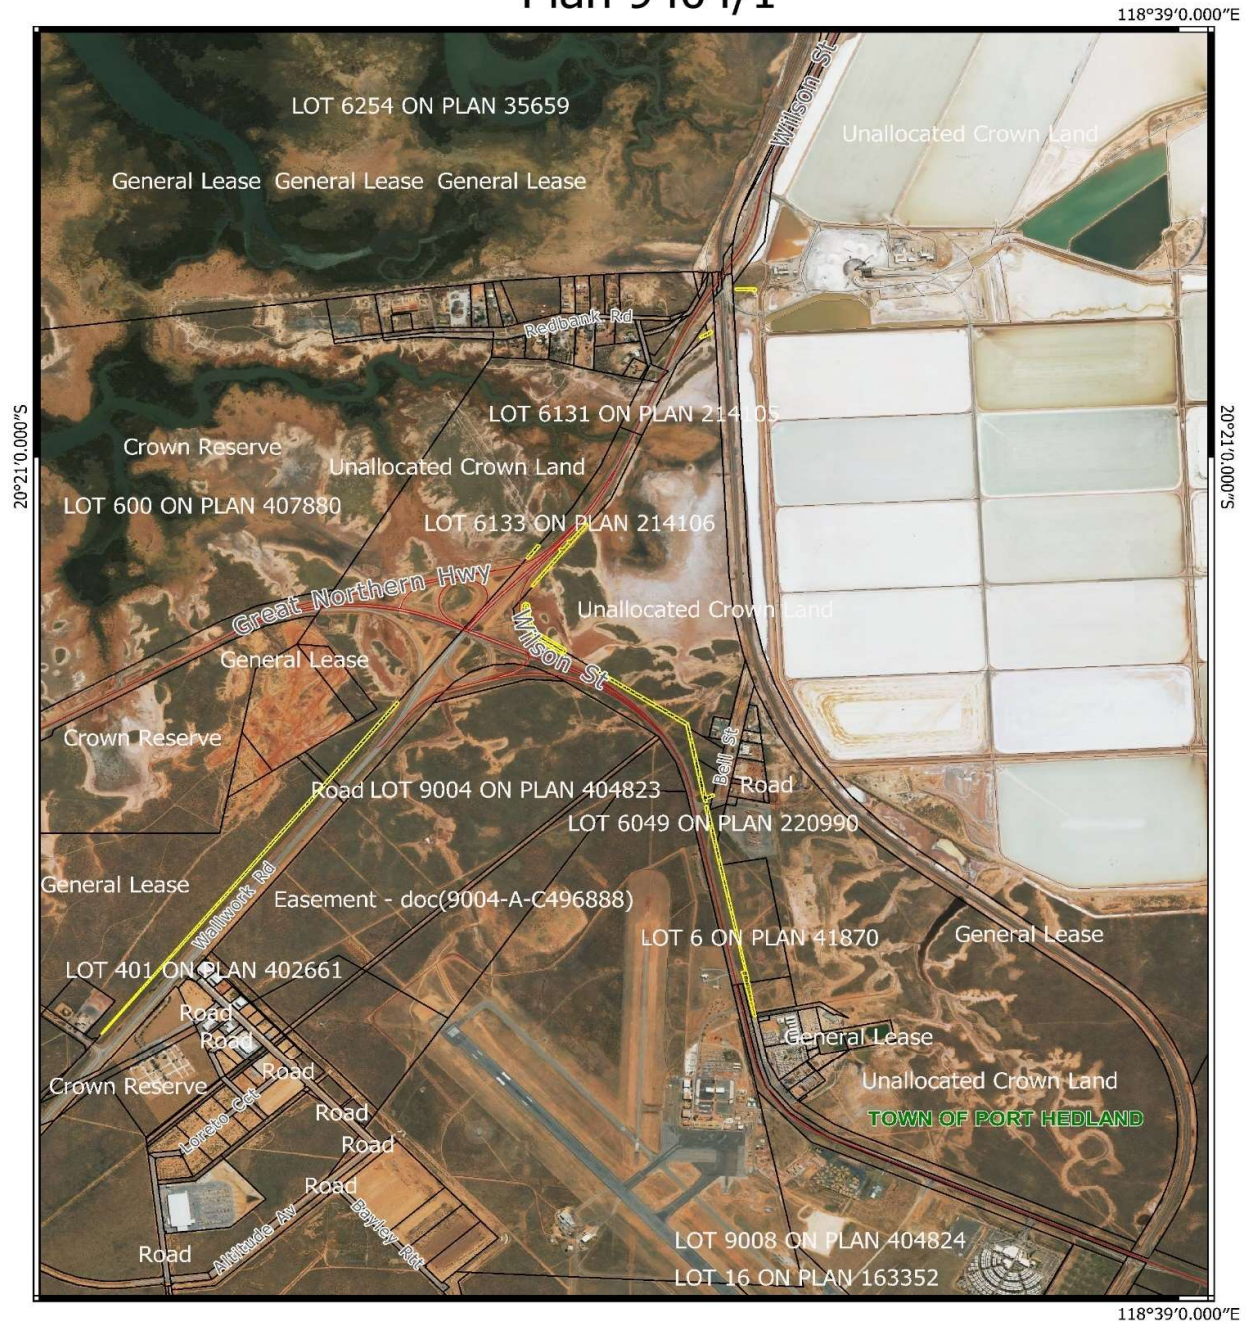 118°39'0.000"E
Wilson St
LOT 6254 ON PLAN 35659
Unallocated Crown Land
General Lease General Lease General Lease
Redbank Rd
20°21'0.000"S
20°21'0.000"S
LOT 6131 ON PLAN 214105
Crown Reserve
Unallocated Crown Land
LOT 600 ON PLAN 407880
LOT 6133 ON PLAN 214106
Great Northern Hwy
Unallocated Crown Land
Wilson St
General Lease
Crown Reserve
Bell St
Road LOT 9004 ON PLAN 404823
Road
LOT 6049 ON PLAN 220990
General Lease
Easement - doc(9004-A-C496888)
Wallwork Rd
LOT 6 ON PLAN 41870
General Lease
LOT 401 ON PLAN 402661
Road
Road
General Lease
Road
Crown Reserve
Unallocated Crown Land
Road
TOWN OF PORT HEDLAND
Loreto Cct
Road
Road
Bayley Rtt
Altitude Av
Road
LOT 9008 ON PLAN 404824
LOT 16 ON PLAN 163352
118°39'0.000"E